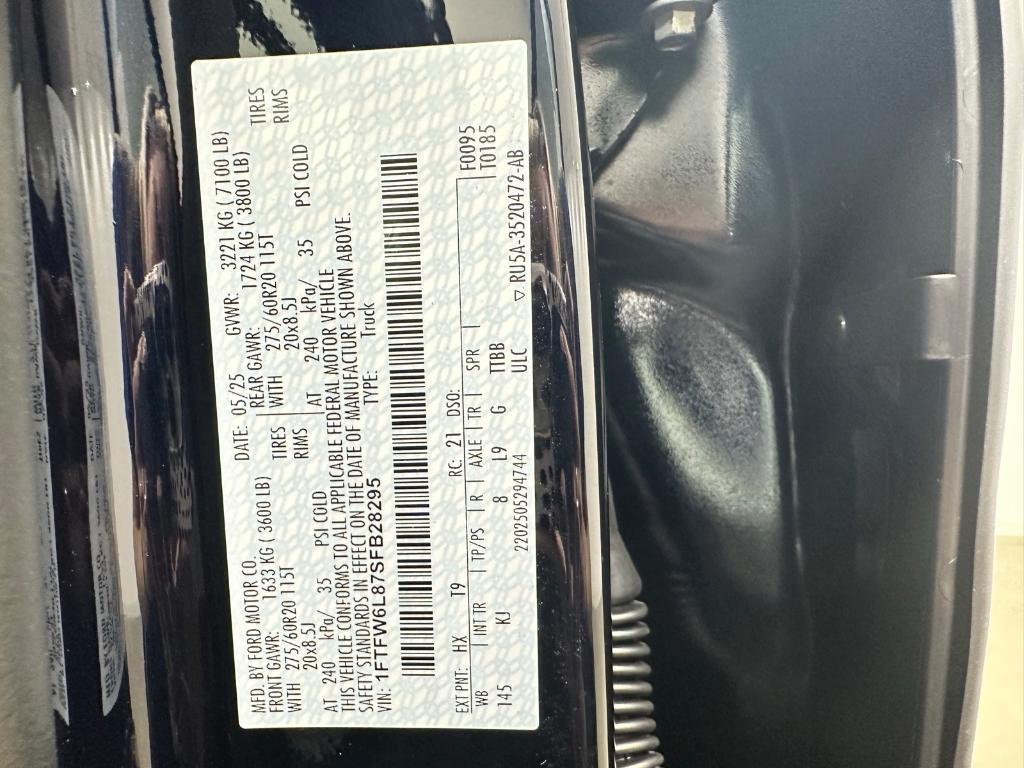 MFD. BY FORD MOTOR CO. DATE: 05/25 GVWR: 3221 KG ( 7100 LB)
FRONT GAWR: 1633 KG ( 3600 LB) REAR GAWR: 1724 KG ( 3800 LB)
WITH 275/60R20 115T TIRES WITH 275/60R20 115T TIRES
20x8.5J RIMS 20x8.5J RIMS
AT 240 kPa/ 35 PSI COLD AT 240 kPa/ 35 PSI COLD
THIS VEHICLE CONFORMS TO ALL APPLICABLE FEDERAL MOTOR VEHICLE
SAFETY STANDARDS IN EFFECT ON THE DATE OF MANUFACTURE SHOWN ABOVE.
VIN: 1FTFW6L87SFB28295 TYPE: Truck
F0095
EXT PMT: HX T9 RC: 21 DSO: T0185
WB INT TR TP/PS R AXLE TR SPR
145 KJ 8 L9 G TTBB
2202505294744 ULC ▽ RU5A-3520472-AB